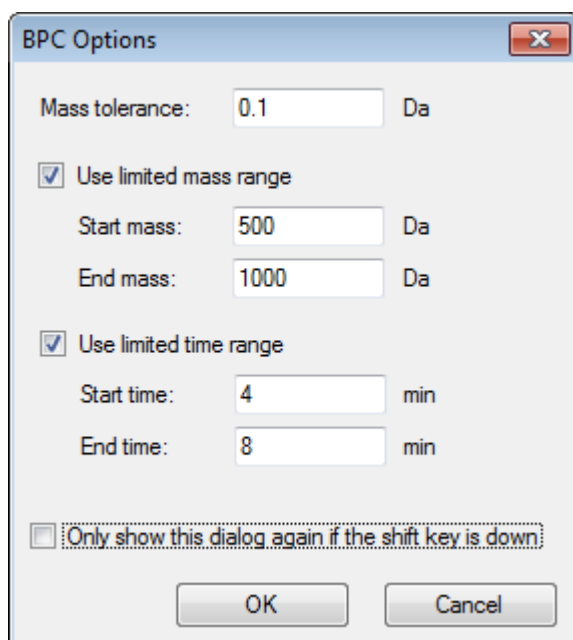 BPC Options
Mass tolerance: 0.1 Da
Use limited mass range
Start mass: 500 Da
End mass: 1000 Da
Use limited time range
Start time: 4 min
End time: 8 min
Only show this dialog again if the shift key is down
OK Cancel